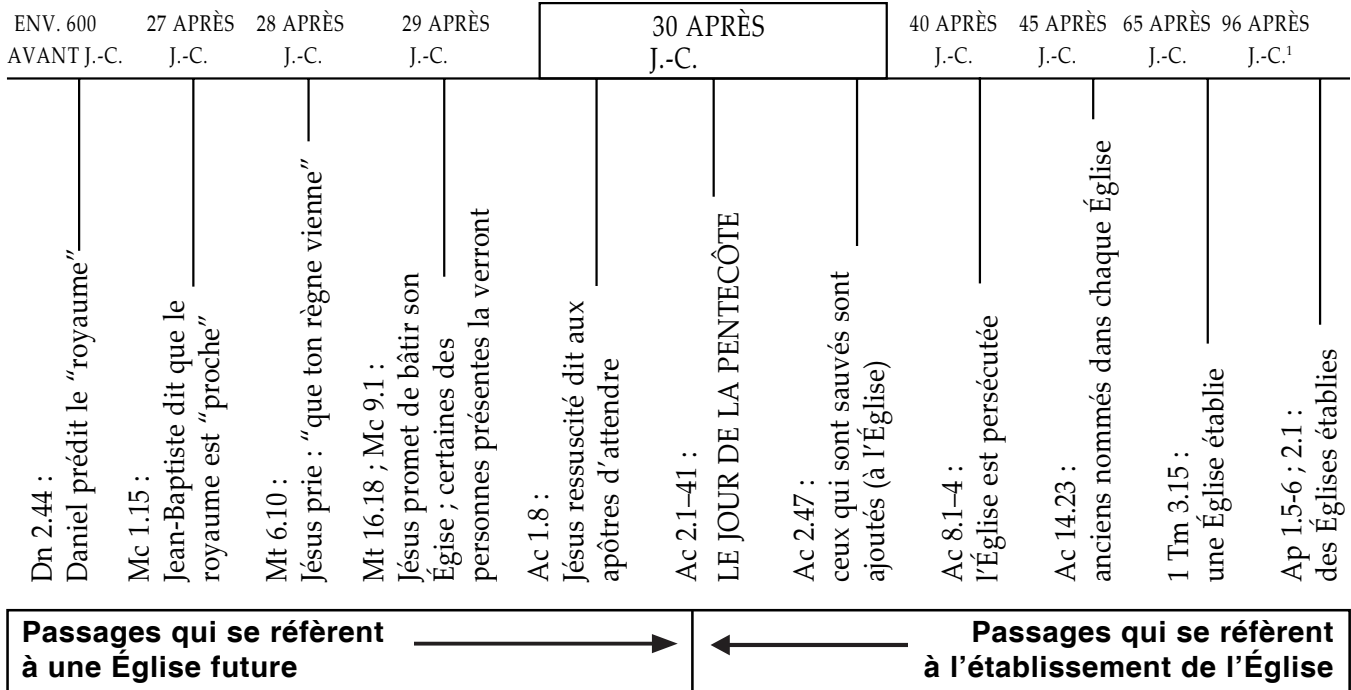 ENV. 600
AVANT J.-C.
27 APRÈS
J.-C.
28 APRÈS
J.-C.
29 APRÈS
J.-C.
30 APRÈS
J.-C.
40 APRÈS
J.-C.
45 APRÈS
J.-C.
65 APRÈS
J.-C.
96 APRÈS
J.-C.¹
Dn 2.44 :
Daniel prédit le “royaume”
Mc 1.15 :
Jean-Baptiste dit que le
royaume est “proche”
Mt 6.10 :
Jésus prie : “que ton règne vienne”
Mt 16.18 ; Mc 9.1 :
Jésus promet de bâtir son
Égise ; certaines des
personnes présentes la verront
Ac 1.8 :
Jésus ressuscité dit aux
apôtres d'attendre
Ac 2.1–41 :
LE JOUR DE LA PENTECÔTE
Ac 2.47 :
ceux qui sont sauvés sont
ajoutés (à l'Église)
Ac 8.1–4 :
l'Église est persécutée
Ac 14.23 :
anciens nommés dans chaque Église
1 Tm 3.15 :
une Église établie
Ap 1.5-6 ; 2.1 :
des Églises établies
Passages qui se réfèrent
à une Église future
Passages qui se réfèrent
à l'établissement de l'Église